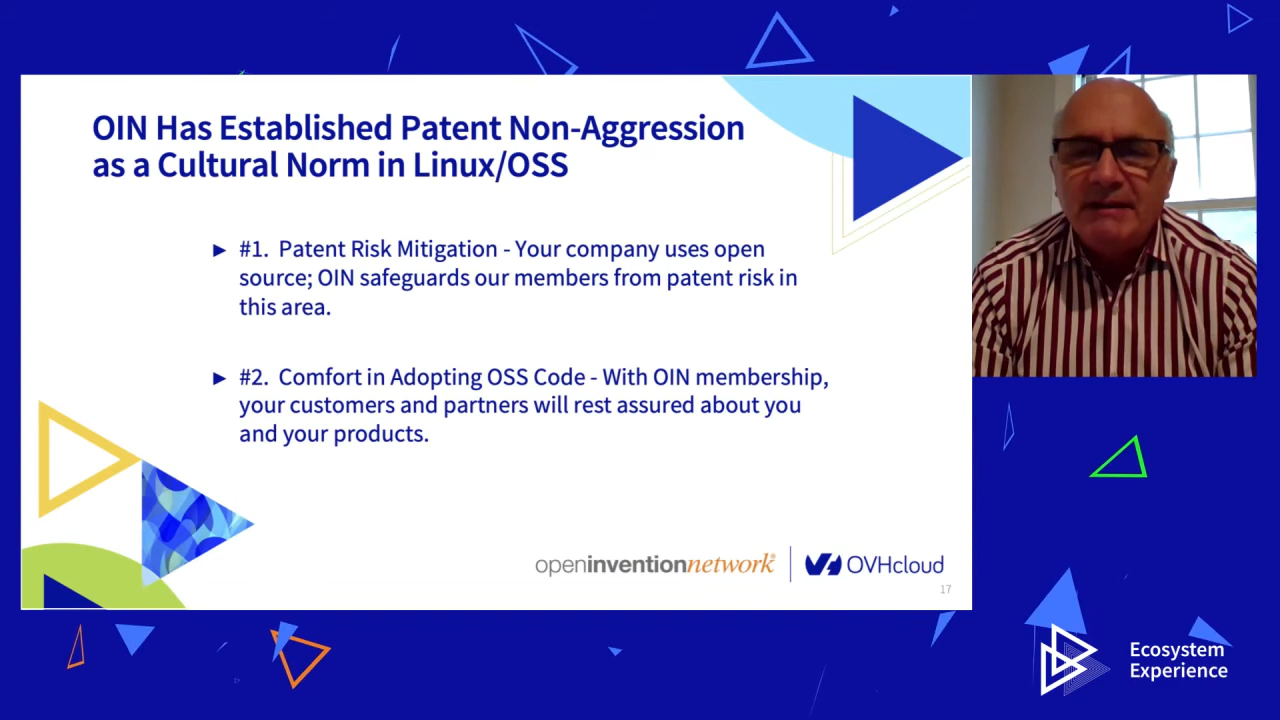 OIN Has Established Patent Non-Aggression
as a Cultural Norm in Linux/OSS
► #1. Patent Risk Mitigation - Your company uses open
source; OIN safeguards our members from patent risk in
this area.
► #2. Comfort in Adopting OSS Code - With OIN membership,
your customers and partners will rest assured about you
and your products.
openinventionnetwork® OVHcloud
17
Ecosystem
Experience